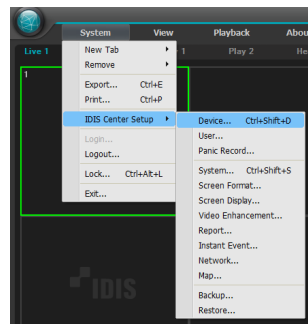 System View Playback Abou
Live 1 1 Play 2 He
1
New Tab
Remove
Export... Ctrl+E
Print... Ctrl+P
IDIS Center Setup
Login...
Logout...
Lock... Ctrl+Alt+L
Exit...
Device... Ctrl+Shift+D
User...
Panic Record...
System... Ctrl+Shift+S
Screen Format...
Screen Display...
Video Enhancement...
Report...
Instant Event...
Network...
Map...
Backup...
Restore...
IDIS